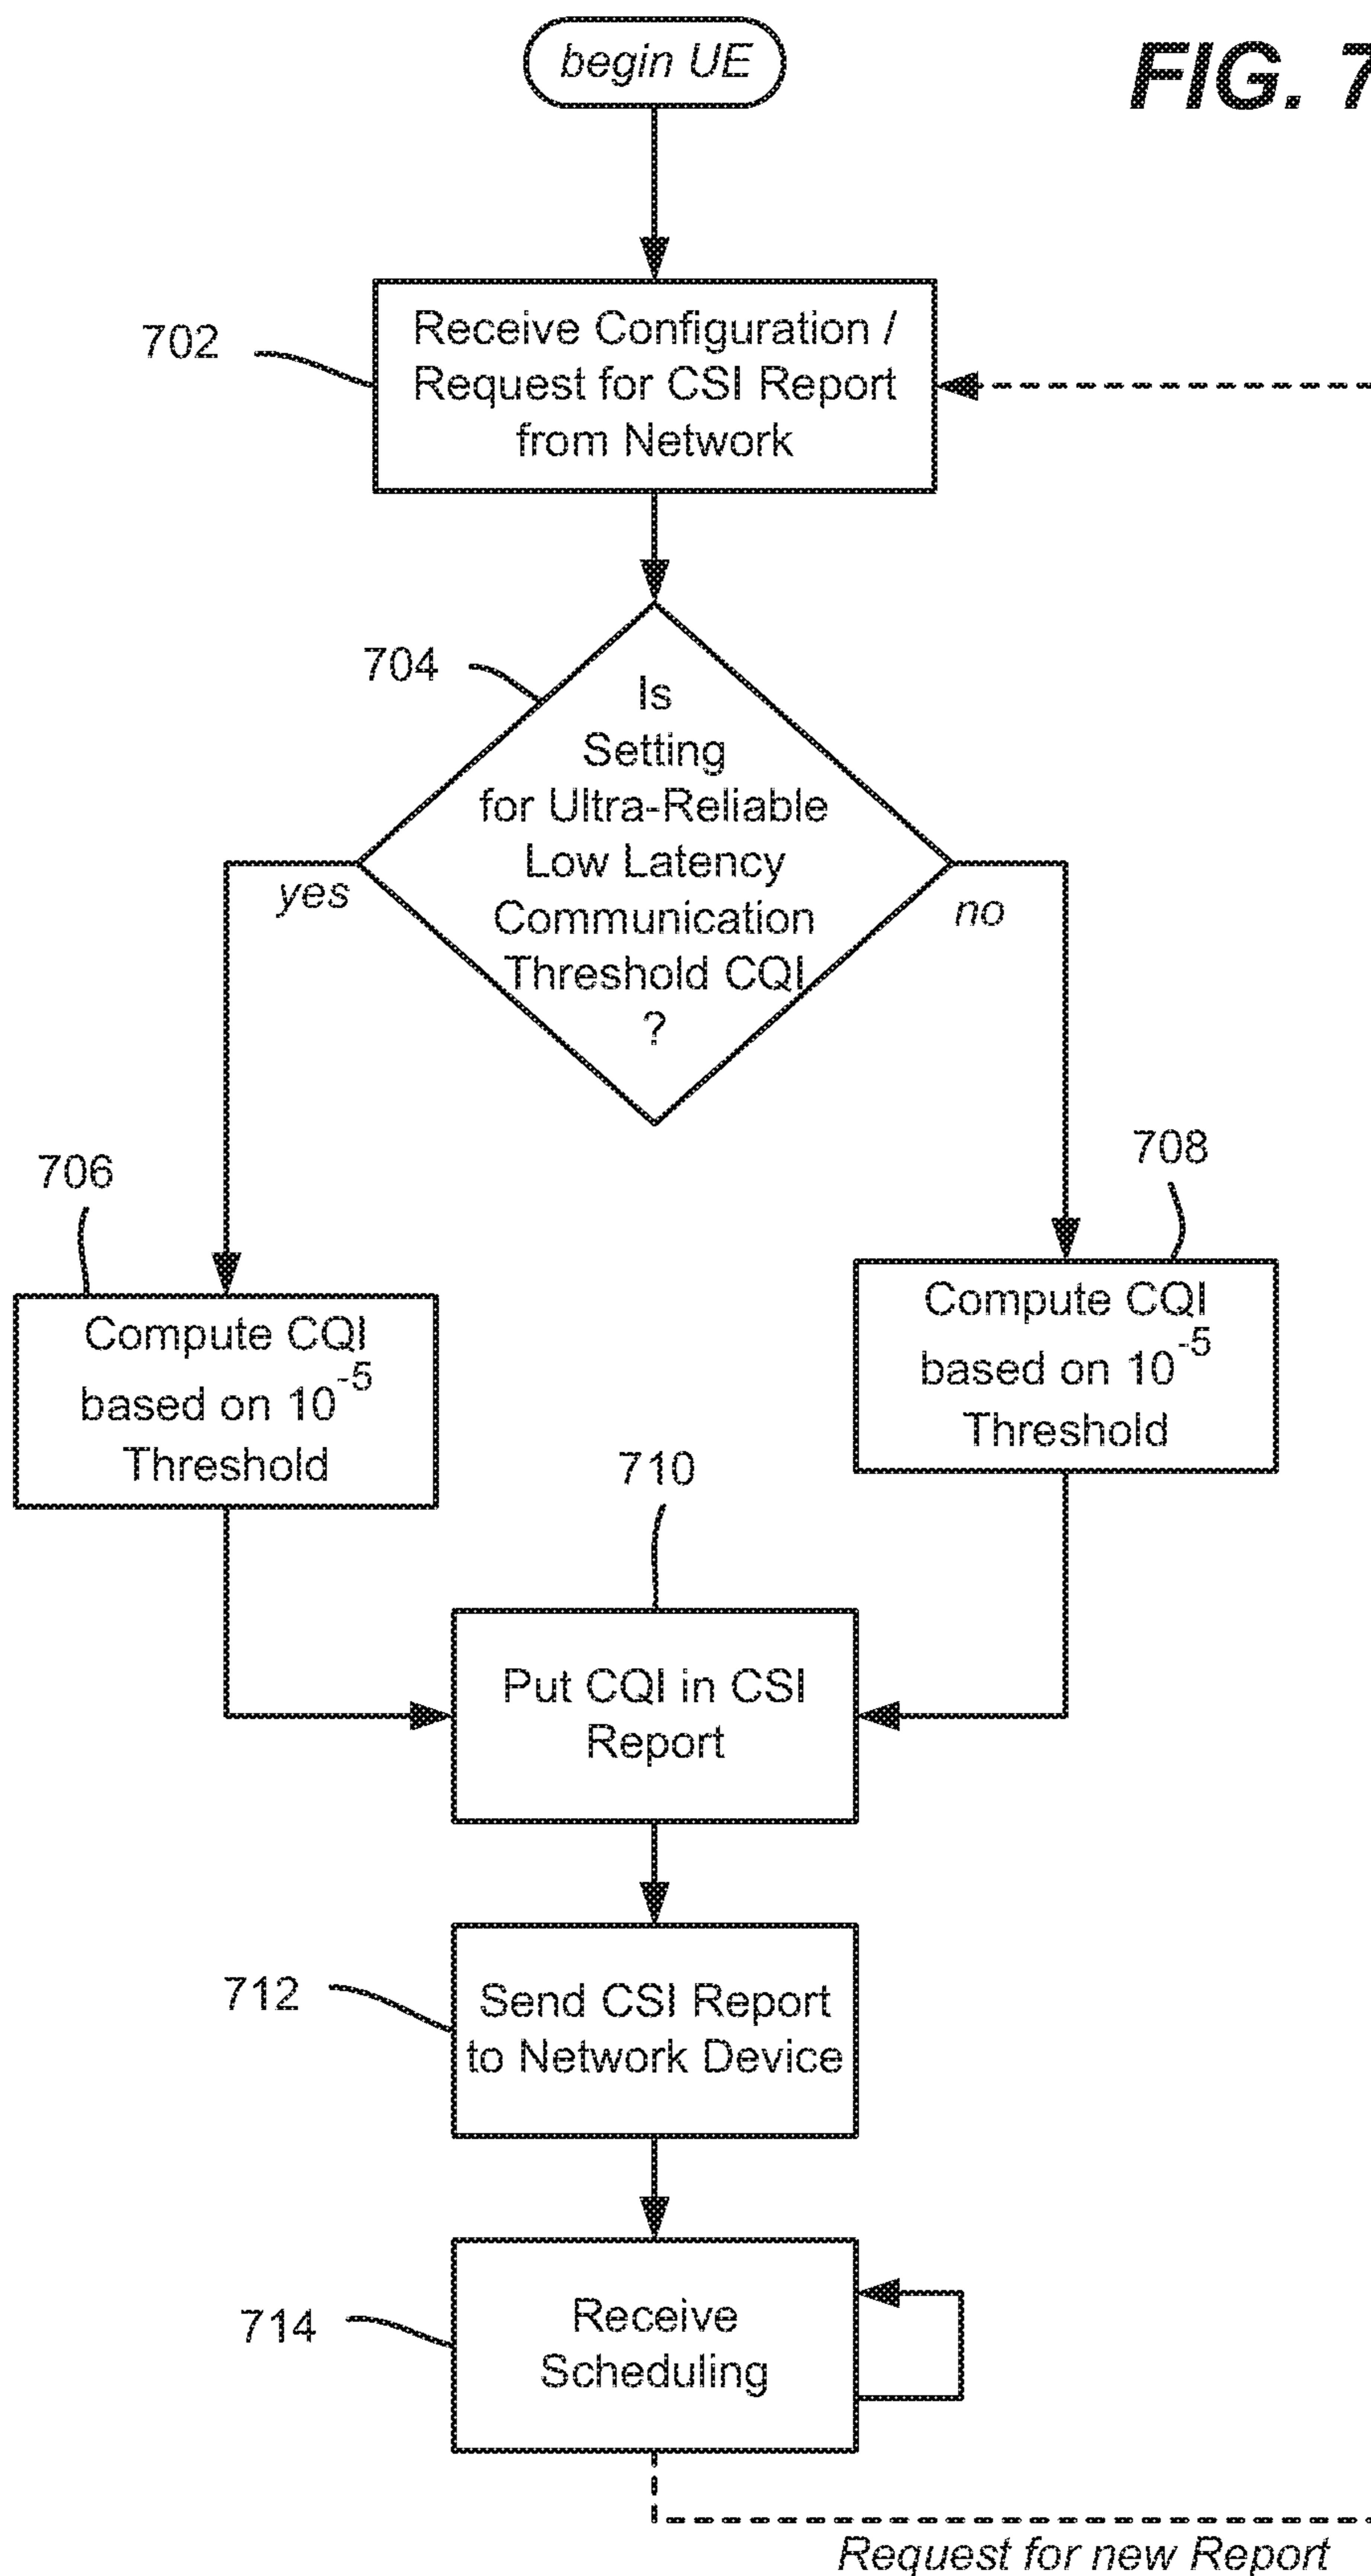 begin UE
FIG. 7
702
Receive Configuration /
Request for CSI Report
from Network
704
Is
Setting
for Ultra-Reliable
Low Latency
Communication
Threshold CQI
?
yes
no
706
Compute CQI
based on 10⁻⁵
Threshold
708
Compute CQI
based on 10⁻⁵
Threshold
710
Put CQI in CSI
Report
712
Send CSI Report
to Network Device
714
Receive
Scheduling
Request for new Report